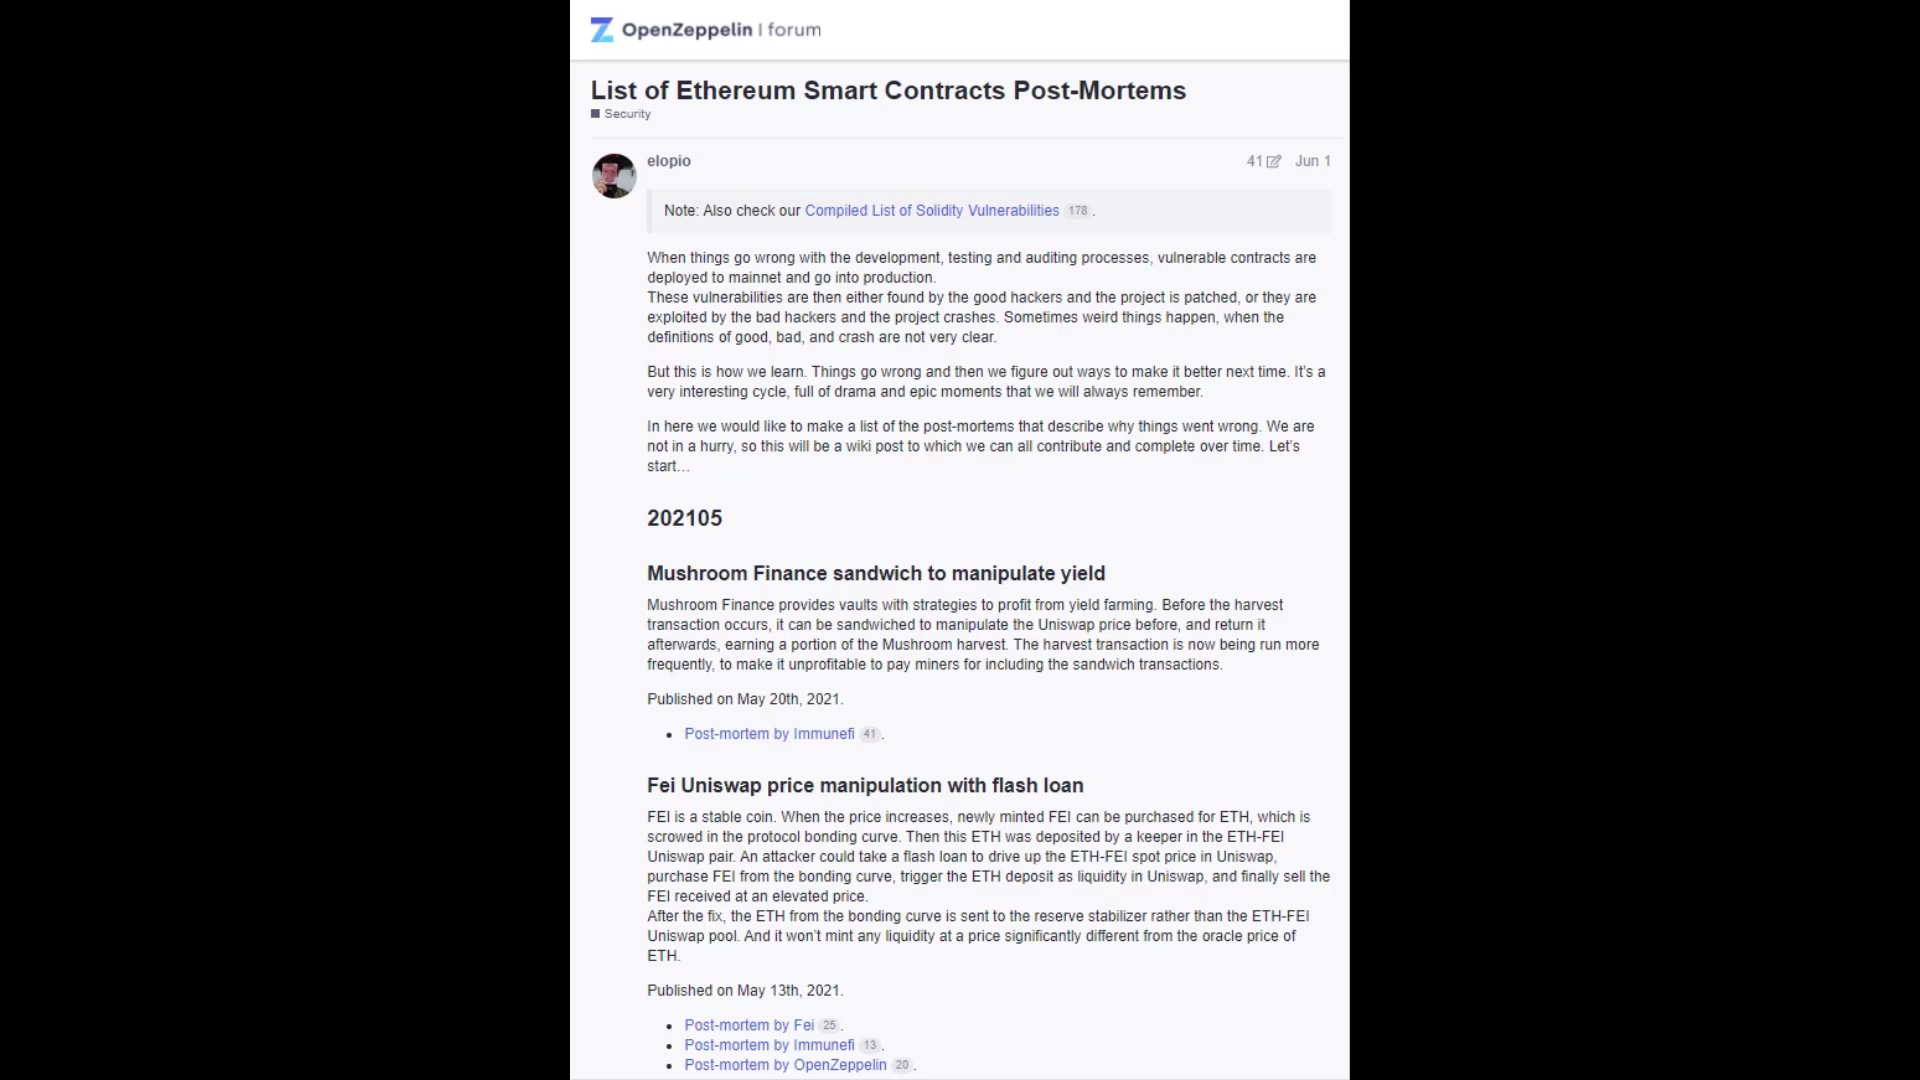 OpenZeppelin | forum
List of Ethereum Smart Contracts Post-Mortems
Security
elopio 41 Jun 1
Note: Also check our Compiled List of Solidity Vulnerabilities 178 .
When things go wrong with the development, testing and auditing processes, vulnerable contracts are
deployed to mainnet and go into production.
These vulnerabilities are then either found by the good hackers and the project is patched, or they are
exploited by the bad hackers and the project crashes. Sometimes weird things happen, when the
definitions of good, bad, and crash are not very clear.
But this is how we learn. Things go wrong and then we figure out ways to make it better next time. It's a
very interesting cycle, full of drama and epic moments that we will always remember.
In here we would like to make a list of the post-mortems that describe why things went wrong. We are
not in a hurry, so this will be a wiki post to which we can all contribute and complete over time. Let's
start…
202105
Mushroom Finance sandwich to manipulate yield
Mushroom Finance provides vaults with strategies to profit from yield farming. Before the harvest
transaction occurs, it can be sandwiched to manipulate the Uniswap price before, and return it
afterwards, earning a portion of the Mushroom harvest. The harvest transaction is now being run more
frequently, to make it unprofitable to pay miners for including the sandwich transactions.
Published on May 20th, 2021.
• Post-mortem by Immunefi 41 .
Fei Uniswap price manipulation with flash loan
FEI is a stable coin. When the price increases, newly minted FEI can be purchased for ETH, which is
scrowed in the protocol bonding curve. Then this ETH was deposited by a keeper in the ETH-FEI
Uniswap pair. An attacker could take a flash loan to drive up the ETH-FEI spot price in Uniswap,
purchase FEI from the bonding curve, trigger the ETH deposit as liquidity in Uniswap, and finally sell the
FEI received at an elevated price.
After the fix, the ETH from the bonding curve is sent to the reserve stabilizer rather than the ETH-FEI
Uniswap pool. And it won't mint any liquidity at a price significantly different from the oracle price of
ETH.
Published on May 13th, 2021.
• Post-mortem by Fei 25 .
• Post-mortem by Immunefi 13 .
• Post-mortem by OpenZeppelin 20 .